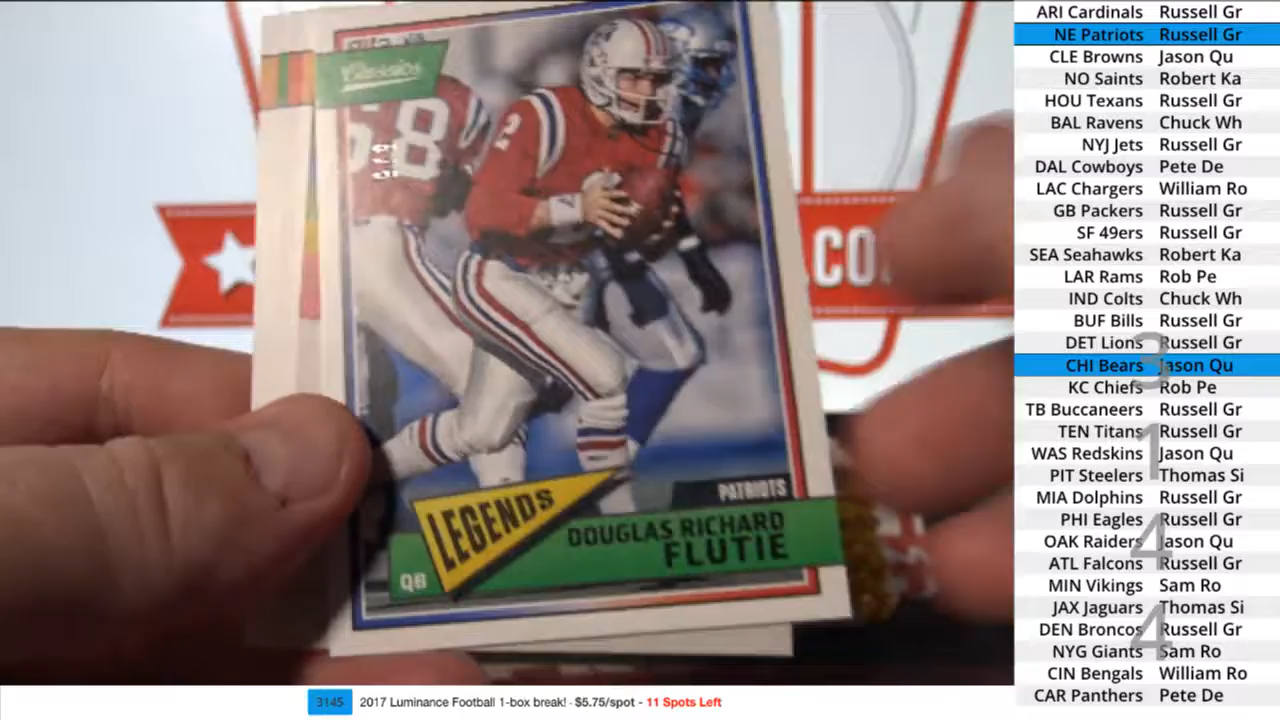 Classics
58
2
PATRIOTS
LEGENDS
DOUGLAS RICHARD
FLUTIE
QB
CO
ARI Cardinals Russell Gr
NE Patriots Russell Gr
CLE Browns Jason Qu
NO Saints Robert Ka
HOU Texans Russell Gr
BAL Ravens Chuck Wh
NYJ Jets Russell Gr
DAL Cowboys Pete De
LAC Chargers William Ro
GB Packers Russell Gr
SF 49ers Russell Gr
SEA Seahawks Robert Ka
LAR Rams Rob Pe
IND Colts Chuck Wh
BUF Bills Russell Gr
DET Lions Russell Gr
CHI Bears Jason Qu
KC Chiefs Rob Pe
TB Buccaneers Russell Gr
TEN Titans Russell Gr
WAS Redskins Jason Qu
PIT Steelers Thomas Si
MIA Dolphins Russell Gr
PHI Eagles Russell Gr
OAK Raiders Jason Qu
ATL Falcons Russell Gr
MIN Vikings Sam Ro
JAX Jaguars Thomas Si
DEN Broncos Russell Gr
NYG Giants Sam Ro
CIN Bengals William Ro
CAR Panthers Pete De
3
1
4
4
3145 2017 Luminance Football 1-box break! - $5.75/spot - 11 Spots Left